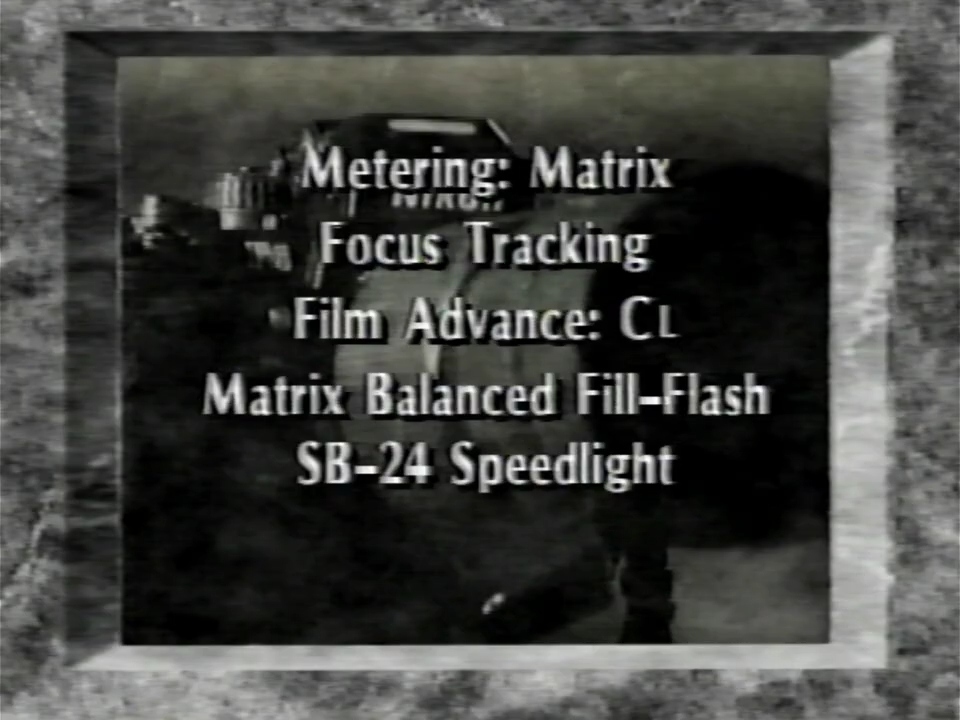 Metering: Matrix
Focus Tracking
Film Advance: CL
Matrix Balanced Fill-Flash
SB-24 Speedlight